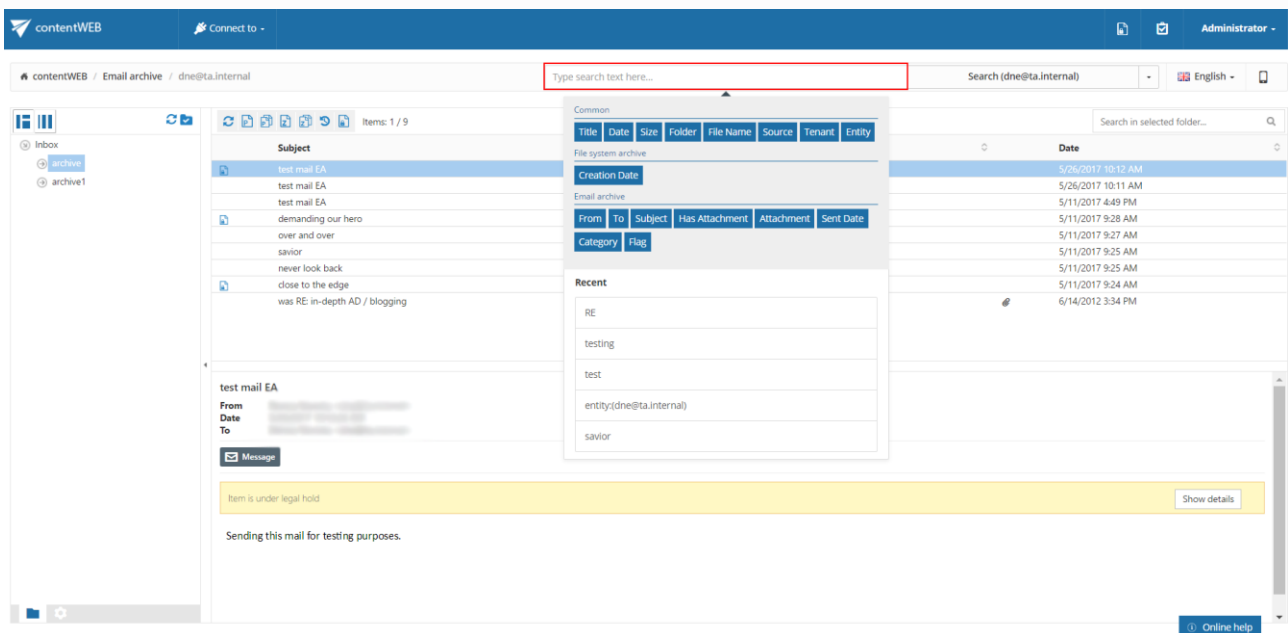 contentWEB Connect to Administrator
contentWEB / Email archive / dne@ta.internal Type search text here... Search (dne@ta.internal) English
Items: 1 / 9 Search in selected folder...
Inbox
archive
archive1
Subject Date
test mail EA 5/26/2017 10:12 AM
test mail EA 5/26/2017 10:11 AM
test mail EA 5/11/2017 4:49 PM
demanding our hero 5/11/2017 9:28 AM
over and over 5/11/2017 9:27 AM
savior 5/11/2017 9:25 AM
never look back 5/11/2017 9:25 AM
close to the edge 5/11/2017 9:24 AM
was RE: in-depth AD / blogging 6/14/2012 3:34 PM
Common
Title Date Size Folder File Name Source Tenant Entity
File system archive
Creation Date
Email archive
From To Subject Has Attachment Attachment Sent Date
Category Flag
Recent
RE
testing
test
entity:(dne@ta.internal)
savior
test mail EA
From
Date
To
Message
Item is under legal hold Show details
Sending this mail for testing purposes.
Online help